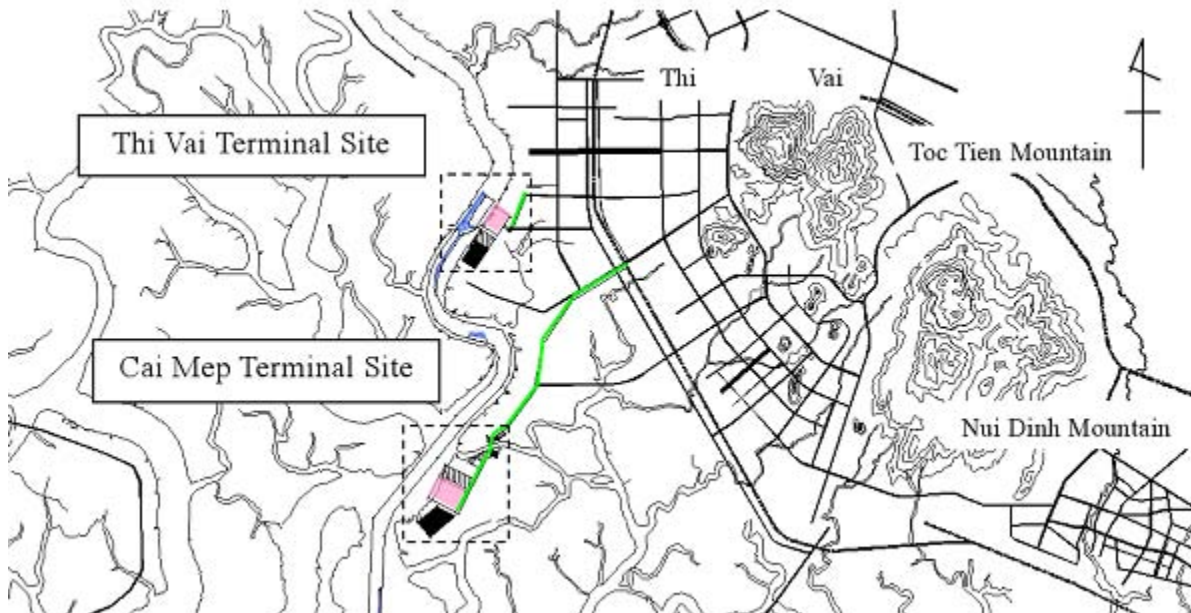 Thi Vai
Thi Vai Terminal Site
Toc Tien Mountain
Cai Mep Terminal Site
Nui Dinh Mountain